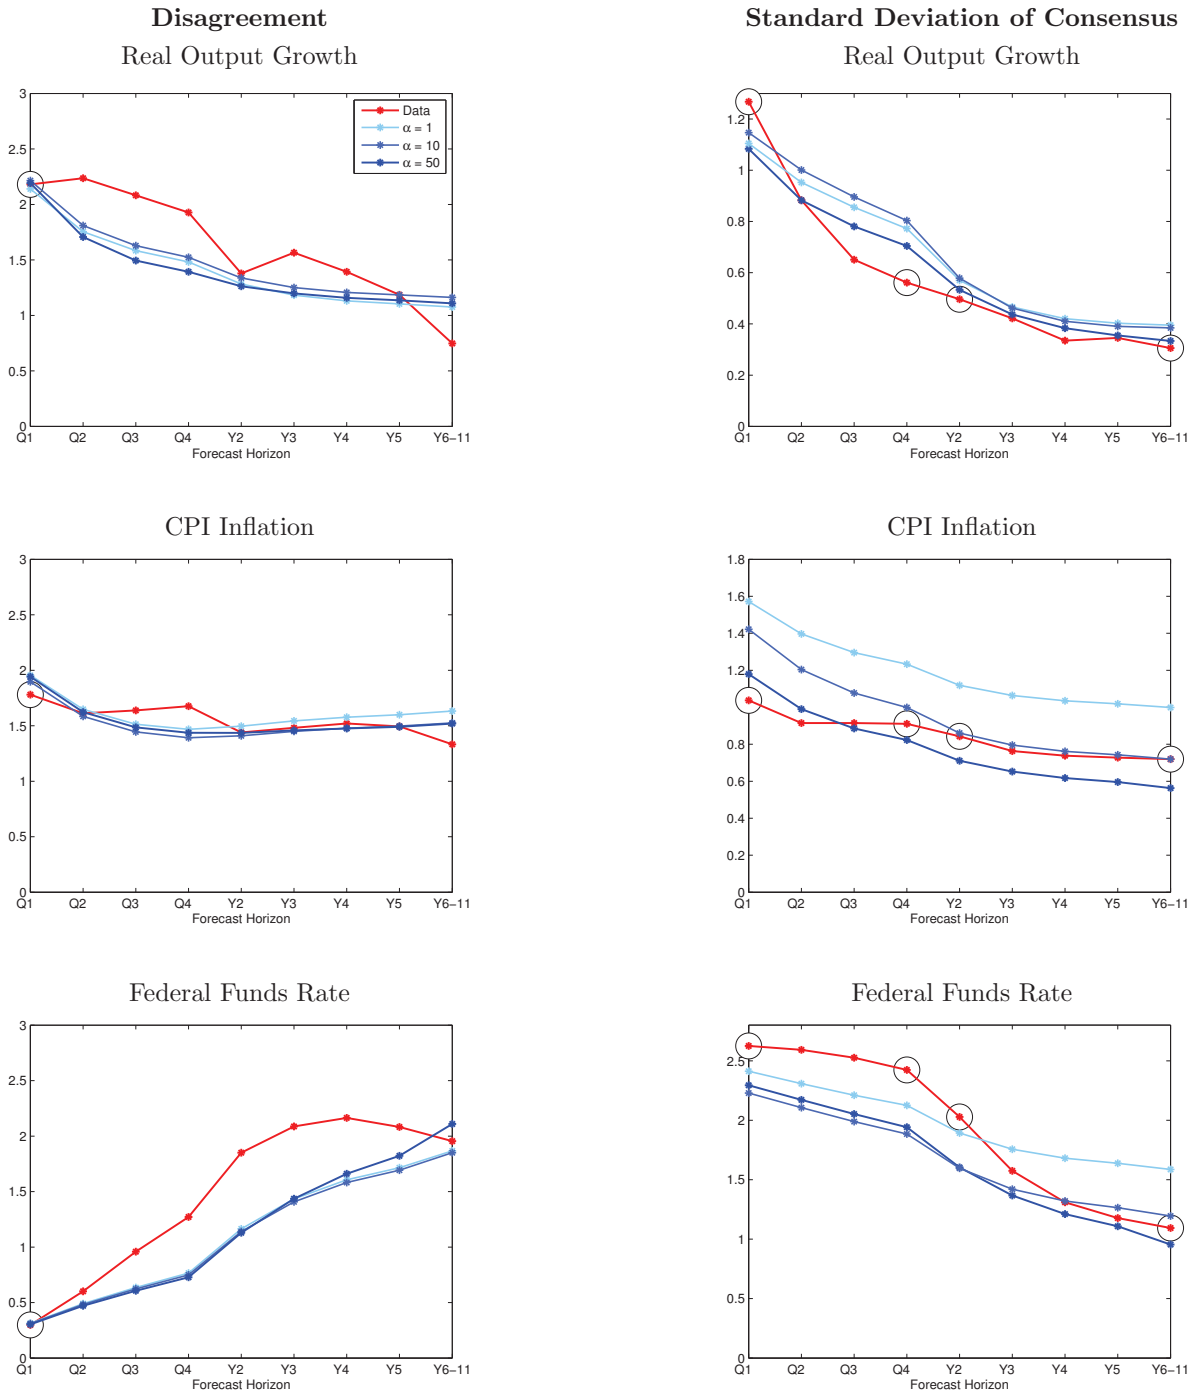 Disagreement
Standard Deviation of Consensus
Real Output Growth
Real Output Growth
3
2.5
2
1.5
1
0.5
0
Data
α = 1
α = 10
α = 50
Q1 Q2 Q3 Q4 Y2 Y3 Y4 Y5 Y6−11
Forecast Horizon
1.2
1
0.8
0.6
0.4
0.2
0
Q1 Q2 Q3 Q4 Y2 Y3 Y4 Y5 Y6−11
Forecast Horizon
CPI Inflation
CPI Inflation
3
2.5
2
1.5
1
0.5
0
Q1 Q2 Q3 Q4 Y2 Y3 Y4 Y5 Y6−11
Forecast Horizon
1.8
1.6
1.4
1.2
1
0.8
0.6
0.4
0.2
0
Q1 Q2 Q3 Q4 Y2 Y3 Y4 Y5 Y6−11
Forecast Horizon
Federal Funds Rate
Federal Funds Rate
3
2.5
2
1.5
1
0.5
0
Q1 Q2 Q3 Q4 Y2 Y3 Y4 Y5 Y6−11
Forecast Horizon
2.5
2
1.5
1
0.5
0
Q1 Q2 Q3 Q4 Y2 Y3 Y4 Y5 Y6−11
Forecast Horizon